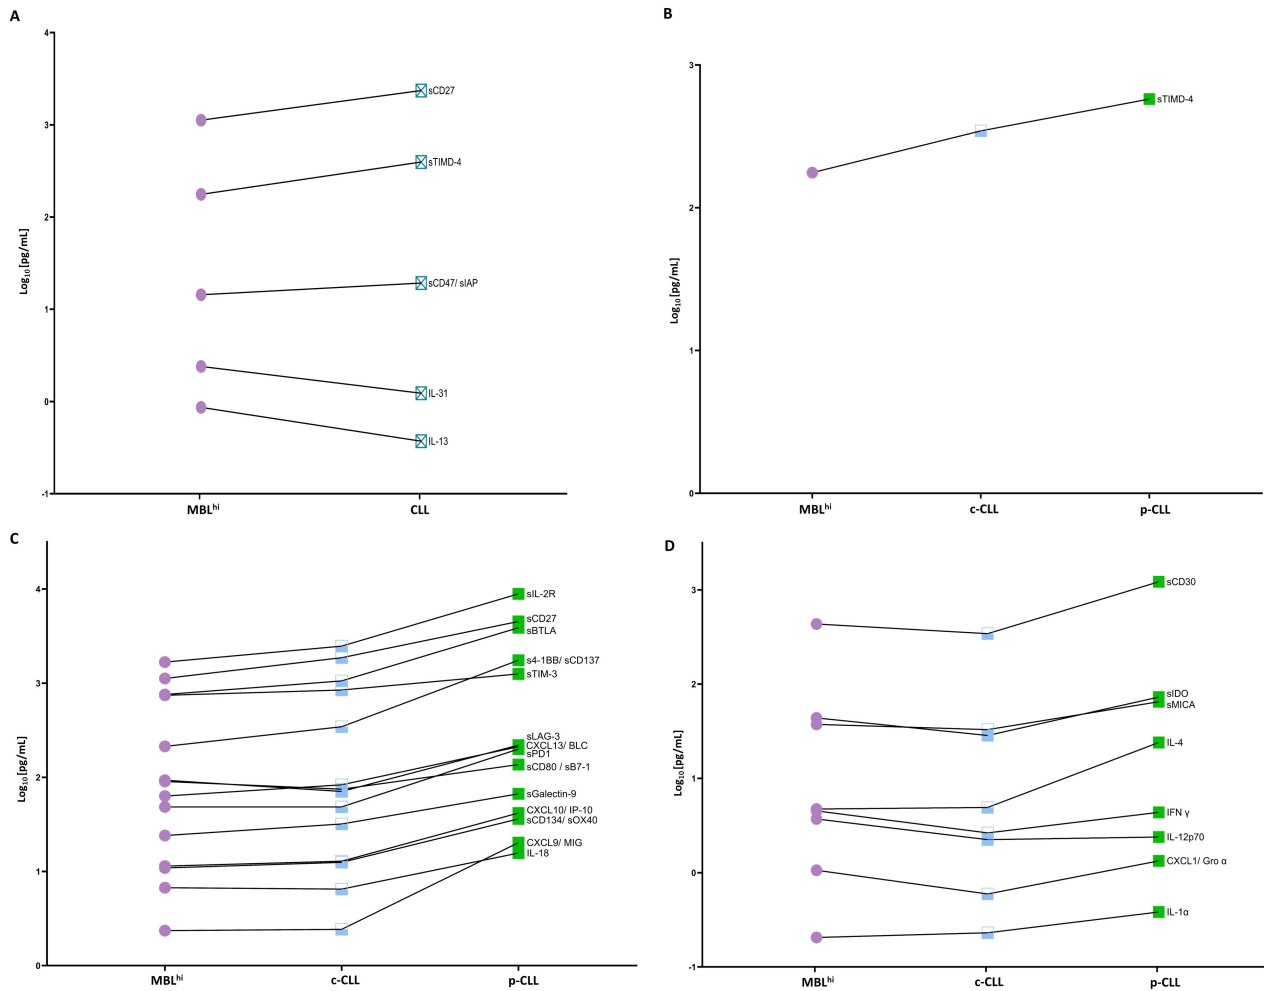 A
4
3
2
1
0
-1
Log10 [pg/mL]
sCD27
sTIMD-4
sCD47/ sIAP
IL-31
IL-13
MBLhi
CLL
B
3
2
1
0
Log10 [pg/mL]
sTIMD-4
MBLhi
c-CLL
p-CLL
C
4
3
2
1
0
Log10 [pg/mL]
sIL-2R
sCD27
sBTLA
s4-1BB/ sCD137
sTIM-3
sLAG-3
CXCL13/ BLC
sPD1
sCD80 / sB7-1
sGalectin-9
CXCL10/ IP-10
sCD134/ sOX40
CXCL9/ MIG
IL-18
MBLhi
c-CLL
p-CLL
D
3
2
1
0
-1
Log10 [pg/mL]
sCD30
sIDO
sMICA
IL-4
IFN γ
IL-12p70
CXCL1/ Gro α
IL-1α
MBLhi
c-CLL
p-CLL